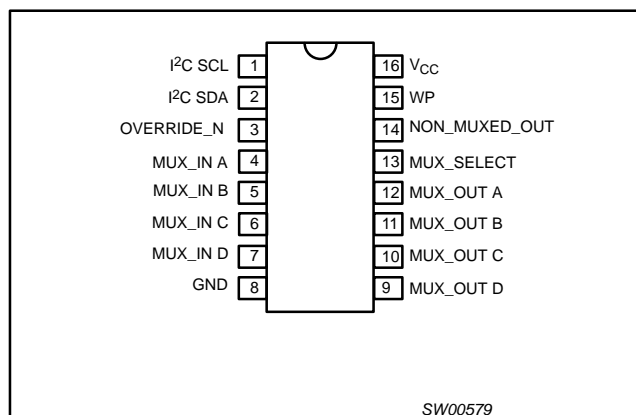 I²C SCL 1 16 VCC
I²C SDA 2 15 WP
OVERRIDE_N 3 14 NON_MUXED_OUT
MUX_IN A 4 13 MUX_SELECT
MUX_IN B 5 12 MUX_OUT A
MUX_IN C 6 11 MUX_OUT B
MUX_IN D 7 10 MUX_OUT C
GND 8 9 MUX_OUT D
SW00579